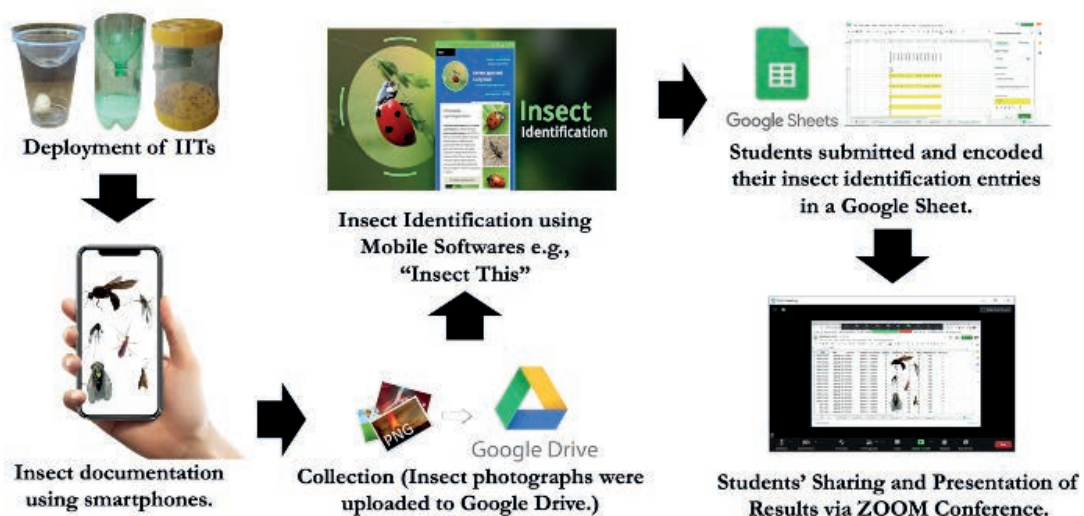 Deployment of IITs
Insect documentation
using smartphones.
PNG
Google Drive
Collection (Insect photographs were
uploaded to Google Drive.)
Insect
Identification
Insect Identification using
Mobile Softwares e.g.,
“Insect This”
Google Sheets
Students submitted and encoded
their insect identification entries
in a Google Sheet.
Students’ Sharing and Presentation of
Results via ZOOM Conference.